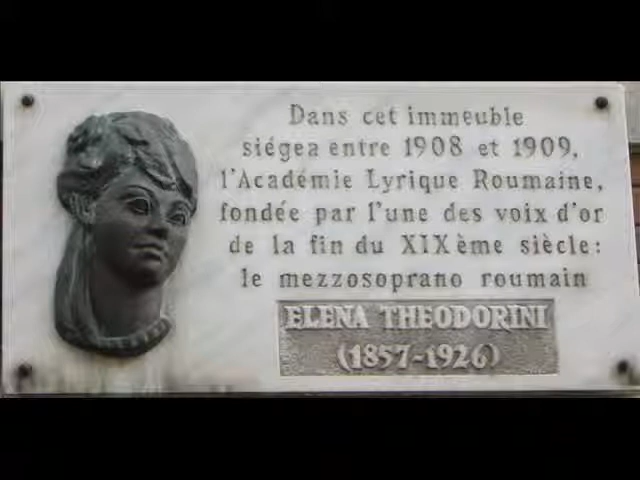 Dans cet immeuble
siégea entre 1908 et 1909,
l'Académie Lyrique Roumaine,
fondée par l'une des voix d'or
de la fin du XIXème siècle:
le mezzosoprano roumain
ELENA THEODORINI
(1857-1926)